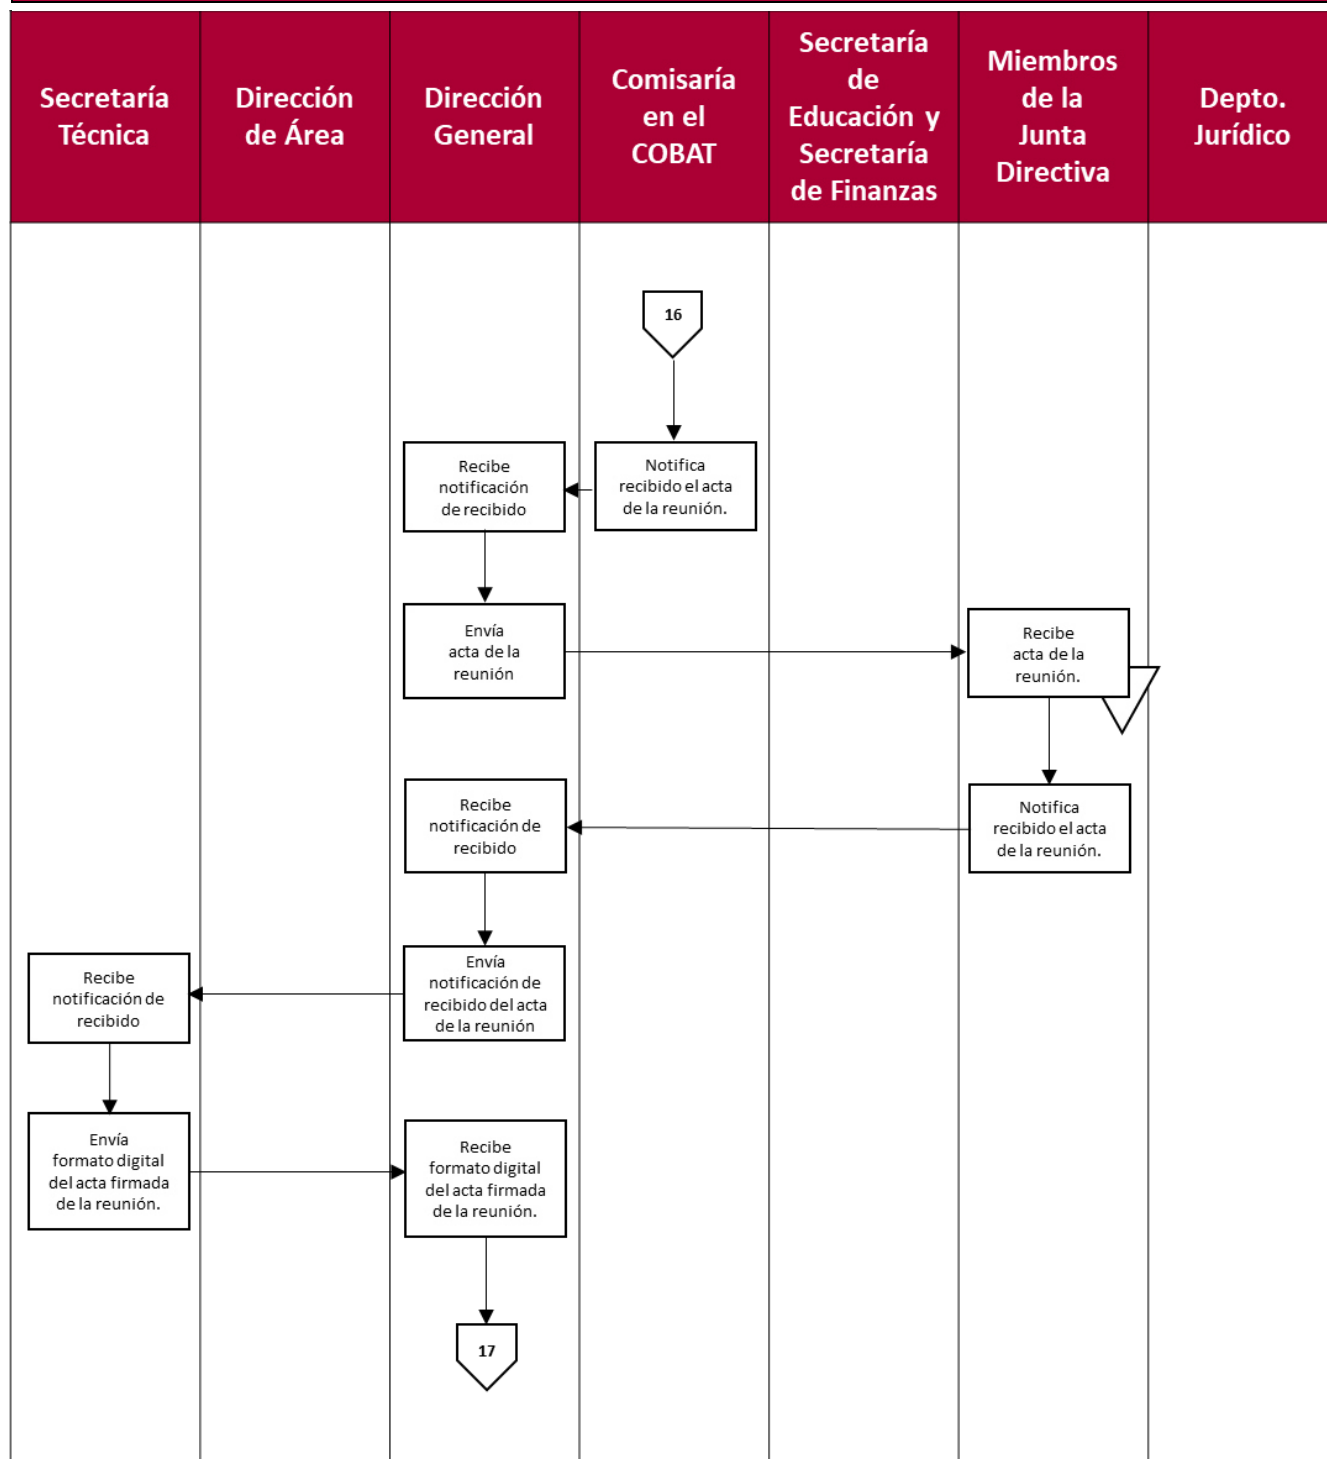 Secretaría
Técnica
Dirección
de Área
Dirección
General
Comisaría
en el
COBAT
Secretaría
de
Educación y
Secretaría
de Finanzas
Miembros
de la
Junta
Directiva
Depto.
Jurídico
16
Recibe
notificación
de recibido
Notifica
recibido el acta
de la reunión.
Envía
acta de la
reunión
Recibe
acta de la
reunión.
Recibe
notificación de
recibido
Notifica
recibido el acta
de la reunión.
Recibe
notificación de
recibido
Envía
notificación de
recibido del acta
de la reunión
Envía
formato digital
del acta firmada
de la reunión.
Recibe
formato digital
del acta firmada
de la reunión.
17